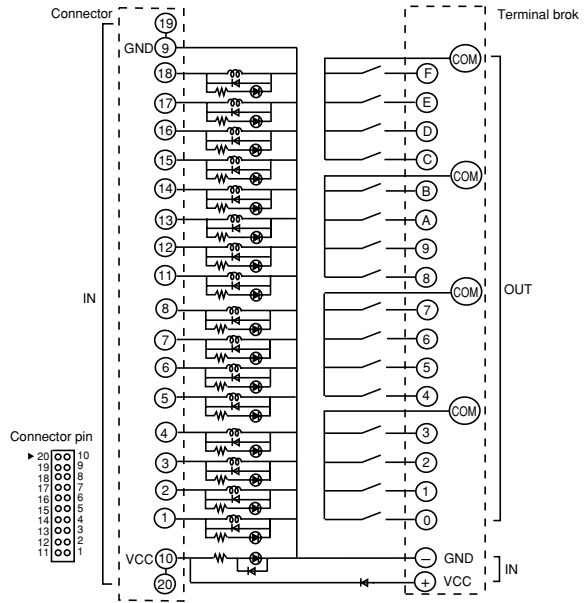 Connector Terminal brok
19
GND 9 COM
18 F
17 E
16 D
15 C
COM
14 B
13 A
12 9
11 8
COM
IN OUT
8 7
7 6
6 5
5 4
COM
4 3
3 2
2 1
1 0
Connector pin
20 10
19 9
18 8
17 7
16 6
15 5
14 4
13 3
12 2
11 1
VCC 10 − GND
IN
20 + VCC